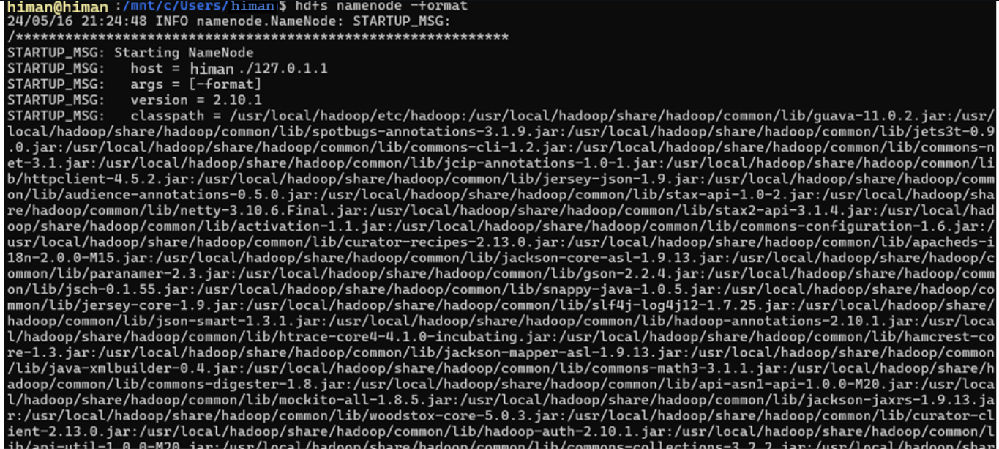 himan@himan :/mnt/c/Users/himan$ hdfs namenode -format
24/05/16 21:24:48 INFO namenode.NameNode: STARTUP_MSG:
/************************************************************
STARTUP_MSG: Starting NameNode
STARTUP_MSG:   host = himan ./127.0.1.1
STARTUP_MSG:   args = [-format]
STARTUP_MSG:   version = 2.10.1
STARTUP_MSG:   classpath = /usr/local/hadoop/etc/hadoop:/usr/local/hadoop/share/hadoop/common/lib/guava-11.0.2.jar:/usr/
local/hadoop/share/hadoop/common/lib/spotbugs-annotations-3.1.9.jar:/usr/local/hadoop/share/hadoop/common/lib/jets3t-0.9
.0.jar:/usr/local/hadoop/share/hadoop/common/lib/commons-cli-1.2.jar:/usr/local/hadoop/share/hadoop/common/lib/commons-n
et-3.1.jar:/usr/local/hadoop/share/hadoop/common/lib/jcip-annotations-1.0-1.jar:/usr/local/hadoop/share/hadoop/common/li
b/httpclient-4.5.2.jar:/usr/local/hadoop/share/hadoop/common/lib/jersey-json-1.9.jar:/usr/local/hadoop/share/hadoop/comm
on/lib/audience-annotations-0.5.0.jar:/usr/local/hadoop/share/hadoop/common/lib/stax-api-1.0-2.jar:/usr/local/hadoop/sha
re/hadoop/common/lib/netty-3.10.6.Final.jar:/usr/local/hadoop/share/hadoop/common/lib/stax2-api-3.1.4.jar:/usr/local/had
oop/share/hadoop/common/lib/activation-1.1.jar:/usr/local/hadoop/share/hadoop/common/lib/commons-configuration-1.6.jar:/
usr/local/hadoop/share/hadoop/common/lib/curator-recipes-2.13.0.jar:/usr/local/hadoop/share/hadoop/common/lib/apacheds-i
18n-2.0.0-M15.jar:/usr/local/hadoop/share/hadoop/common/lib/jackson-core-asl-1.9.13.jar:/usr/local/hadoop/share/hadoop/c
ommon/lib/paranamer-2.3.jar:/usr/local/hadoop/share/hadoop/common/lib/gson-2.2.4.jar:/usr/local/hadoop/share/hadoop/comm
on/lib/jsch-0.1.55.jar:/usr/local/hadoop/share/hadoop/common/lib/snappy-java-1.0.5.jar:/usr/local/hadoop/share/hadoop/co
mmon/lib/jersey-core-1.9.jar:/usr/local/hadoop/share/hadoop/common/lib/slf4j-log4j12-1.7.25.jar:/usr/local/hadoop/share/
hadoop/common/lib/json-smart-1.3.1.jar:/usr/local/hadoop/share/hadoop/common/lib/hadoop-annotations-2.10.1.jar:/usr/loca
l/hadoop/share/hadoop/common/lib/htrace-core4-4.1.0-incubating.jar:/usr/local/hadoop/share/hadoop/common/lib/hamcrest-co
re-1.3.jar:/usr/local/hadoop/share/hadoop/common/lib/jackson-mapper-asl-1.9.13.jar:/usr/local/hadoop/share/hadoop/common
/lib/java-xmlbuilder-0.4.jar:/usr/local/hadoop/share/hadoop/common/lib/commons-math3-3.1.1.jar:/usr/local/hadoop/share/h
adoop/common/lib/commons-digester-1.8.jar:/usr/local/hadoop/share/hadoop/common/lib/api-asn1-api-1.0.0-M20.jar:/usr/loca
l/hadoop/share/hadoop/common/lib/mockito-all-1.8.5.jar:/usr/local/hadoop/share/hadoop/common/lib/jackson-jaxrs-1.9.13.ja
r:/usr/local/hadoop/share/hadoop/common/lib/woodstox-core-5.0.3.jar:/usr/local/hadoop/share/hadoop/common/lib/curator-cl
ient-2.13.0.jar:/usr/local/hadoop/share/hadoop/common/lib/hadoop-auth-2.10.1.jar:/usr/local/hadoop/share/hadoop/common/l
ib/api-util-1.0.0-M20.jar:/usr/local/hadoop/share/hadoop/common/lib/commons-collections-3.2.2.jar:/usr/local/hadoop/shar